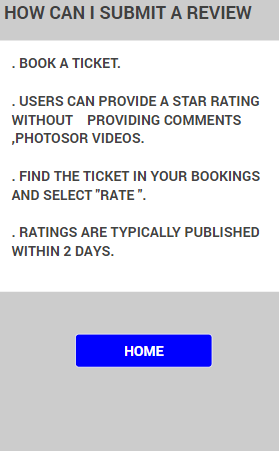 HOW CAN I SUBMIT A REVIEW
. BOOK A TICKET.
. USERS CAN PROVIDE A STAR RATING
WITHOUT    PROVIDING COMMENTS
,PHOTOSOR VIDEOS.
. FIND THE TICKET IN YOUR BOOKINGS
AND SELECT "RATE ".
. RATINGS ARE TYPICALLY PUBLISHED
WITHIN 2 DAYS.
HOME